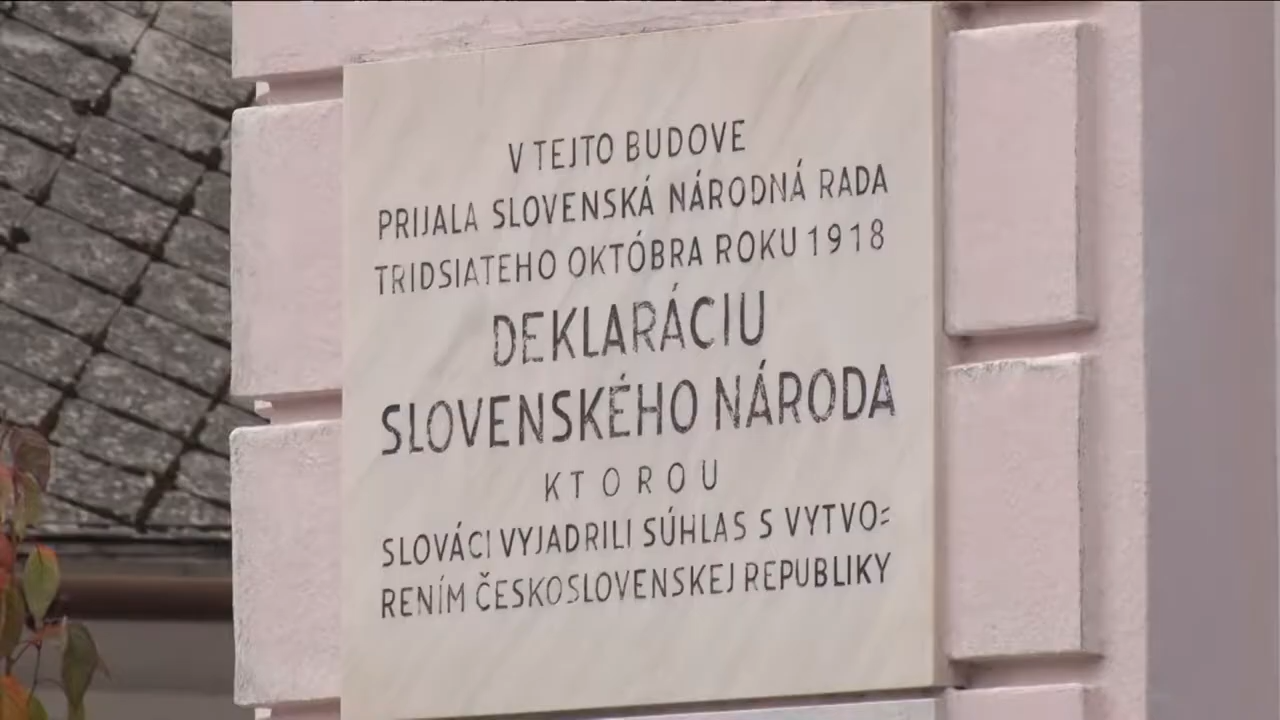 V TEJTO BUDOVE
PRIJALA SLOVENSKÁ NÁRODNÁ RADA
TRIDSIATEHO OKTÓBRA ROKU 1918
DEKLARÁCIU
SLOVENSKÉHO NÁRODA
KTOROU
SLOVÁCI VYJADRILI SÚHLAS S VYTVO=
RENÍM ČESKOSLOVENSKEJ REPUBLIKY